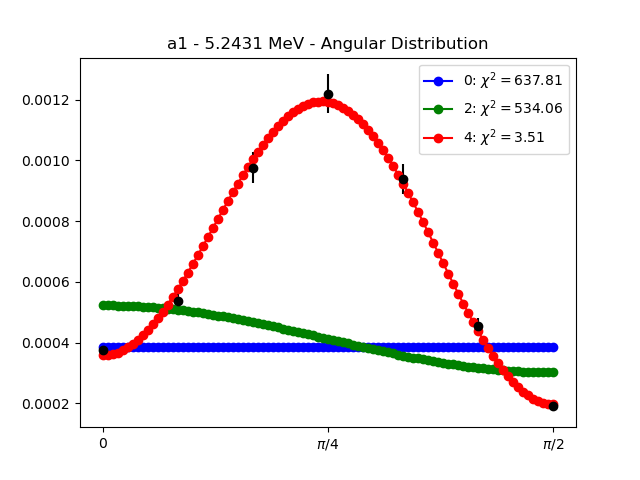 a1 - 5.2431 MeV - Angular Distribution
0: χ² = 637.81
2: χ² = 534.06
4: χ² = 3.51
0.0012
0.0010
0.0008
0.0006
0.0004
0.0002
0 π/4 π/2